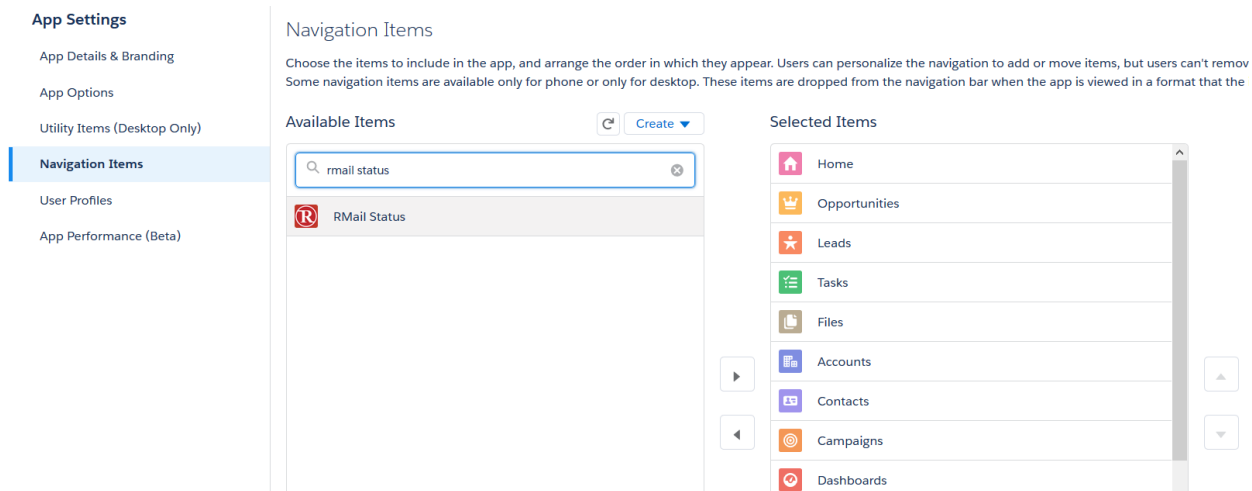 App Settings
App Details & Branding
App Options
Utility Items (Desktop Only)
Navigation Items
User Profiles
App Performance (Beta)
Navigation Items
Choose the items to include in the app, and arrange the order in which they appear. Users can personalize the navigation to add or move items, but users can't remov
Some navigation items are available only for phone or only for desktop. These items are dropped from the navigation bar when the app is viewed in a format that the
Available Items
Create
rmail status
R RMail Status
Selected Items
Home
Opportunities
Leads
Tasks
Files
Accounts
Contacts
Campaigns
Dashboards